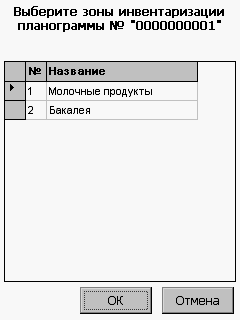 Выберите зоны инвентаризации
планограммы № "0000000001"
№ Название
1 Молочные продукты
2 Бакалея
ОК Отмена